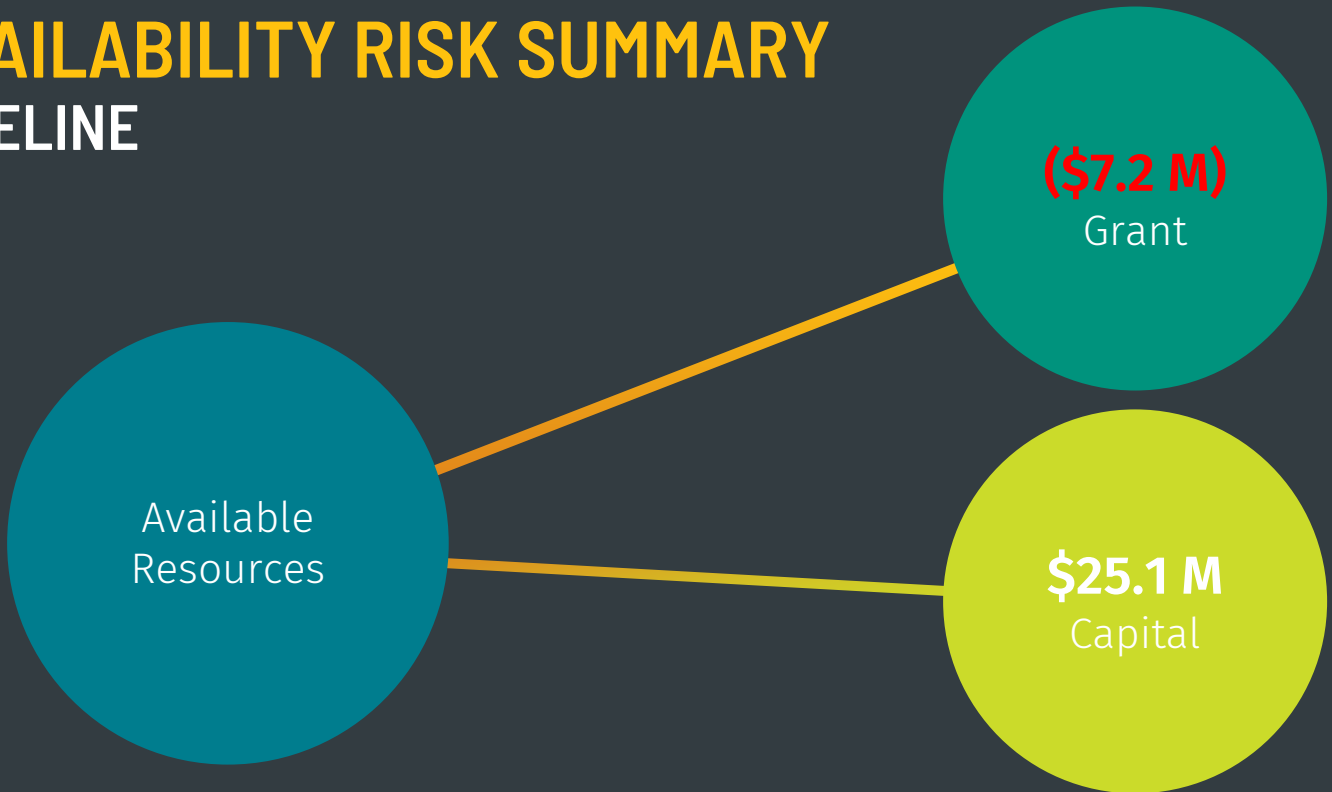 AILABILITY RISK SUMMARY
ELINE
($7.2 M)
Grant
Available
Resources
$25.1 M
Capital